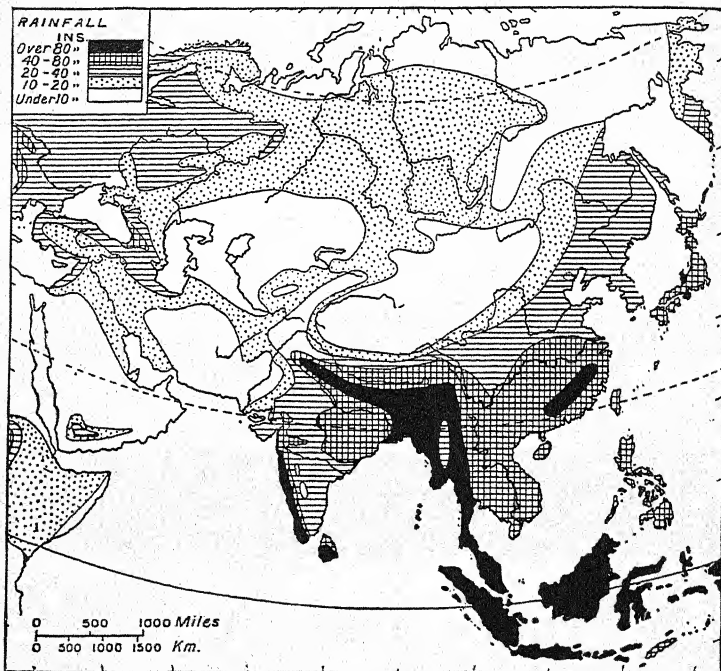 RAINFALL
INS.
Over 80 "
40-80 "
20-40 "
10-20 "
Under 10 "
0 500 1000 Miles
0 500 1000 1500 Km.